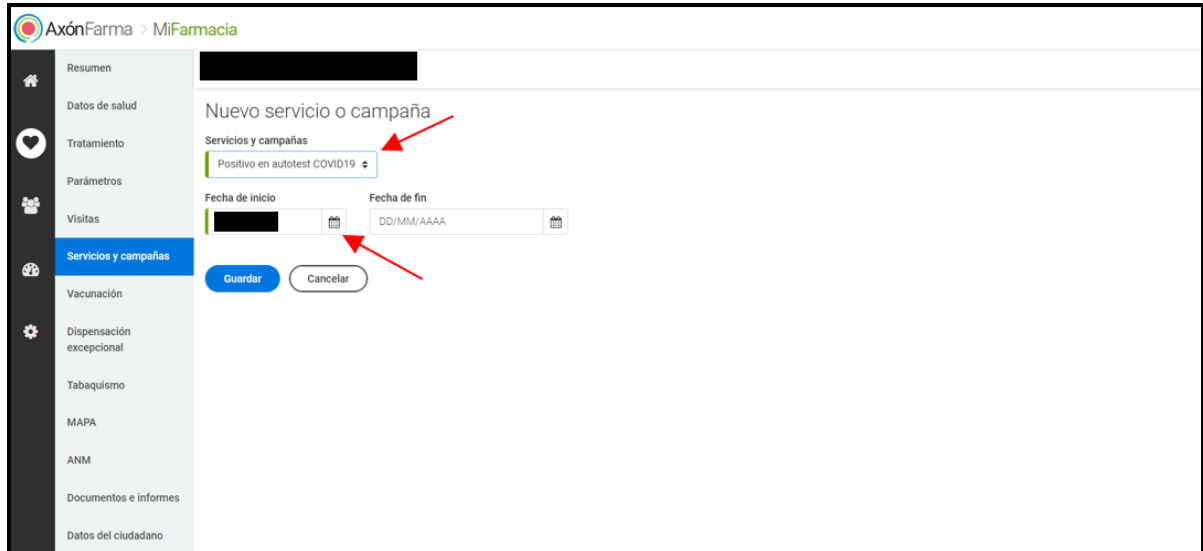 AxónFarma > MiFarmacia
Resumen
Datos de salud
Tratamiento
Parámetros
Visitas
Servicios y campañas
Vacunación
Dispensación
excepcional
Tabaquismo
MAPA
ANM
Documentos e informes
Datos del ciudadano
Nuevo servicio o campaña
Servicios y campañas
Positivo en autotest COVID19
Fecha de inicio Fecha de fin
DD/MM/AAAA
Guardar Cancelar